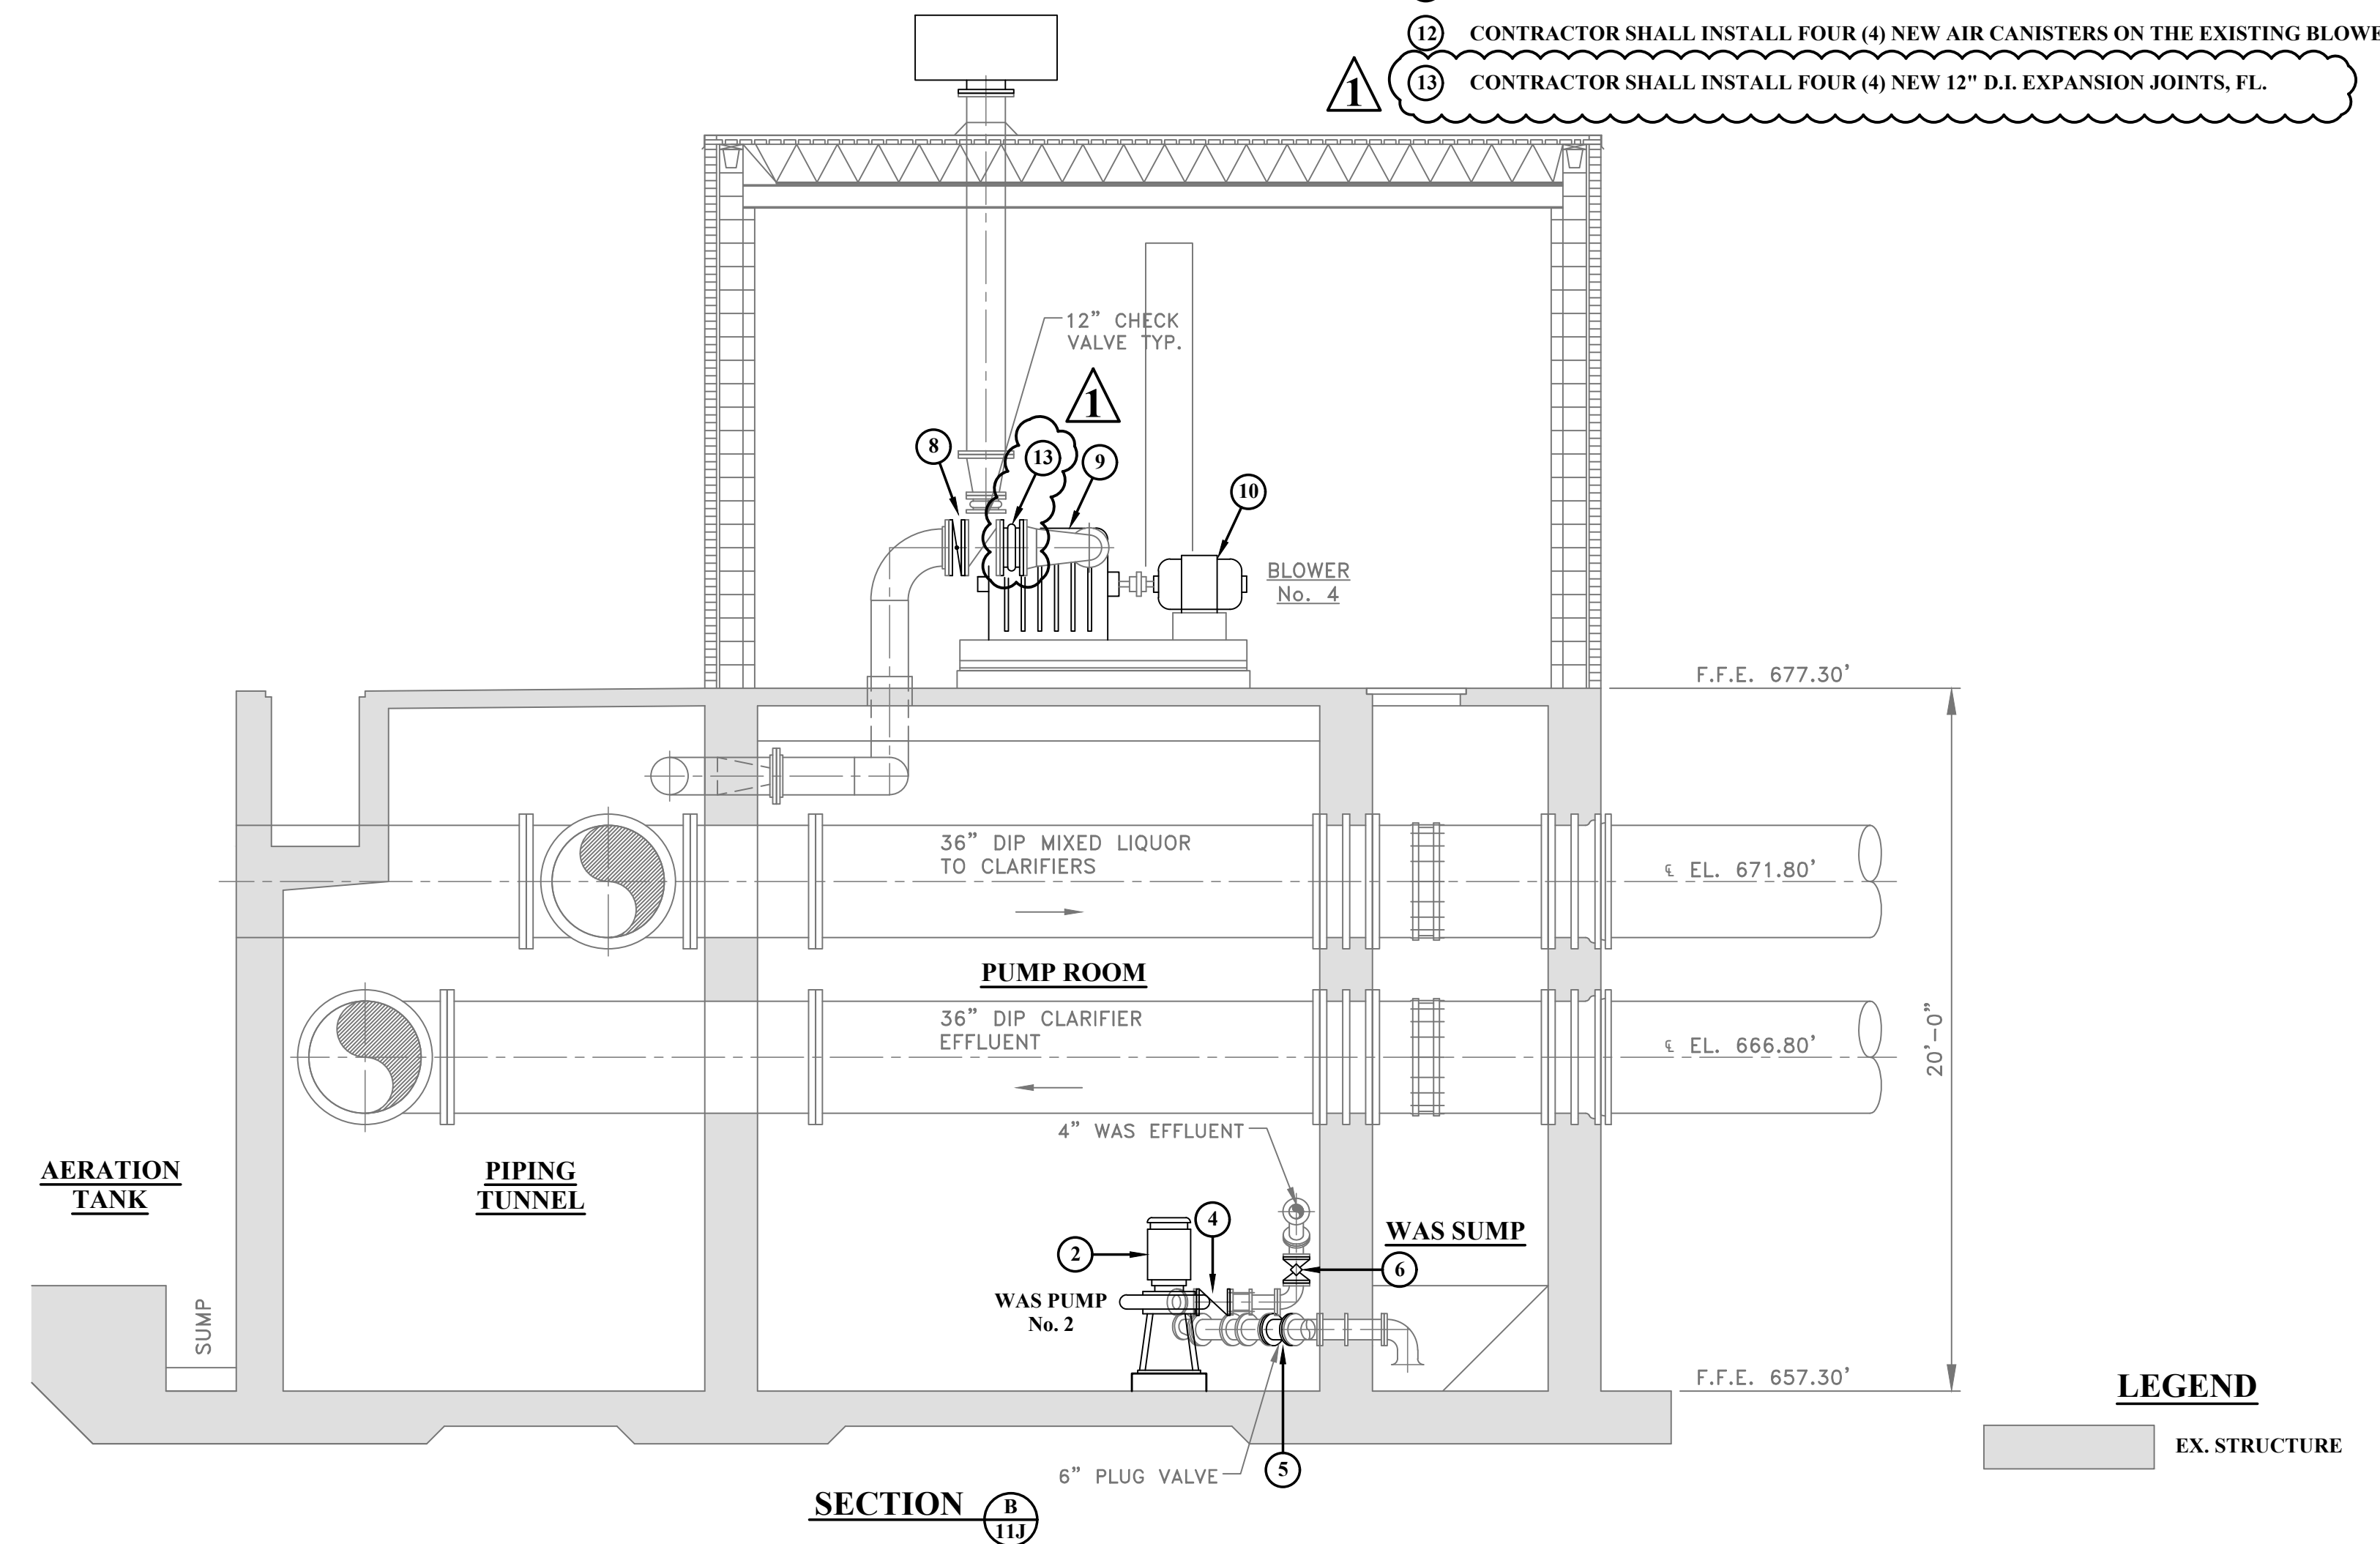 12 CONTRACTOR SHALL INSTALL FOUR (4) NEW AIR CANISTERS ON THE EXISTING BLOWE
1
13 CONTRACTOR SHALL INSTALL FOUR (4) NEW 12" D.I. EXPANSION JOINTS, FL.
12” CHECK
VALVE TYP.
1
8
13
9
10
BLOWER
No. 4
F.F.E. 677.30’
36” DIP MIXED LIQUOR
TO CLARIFIERS
℄ EL. 671.80’
PUMP ROOM
36” DIP CLARIFIER
EFFLUENT
℄ EL. 666.80’
20’-0”
4” WAS EFFLUENT
AERATION
TANK
PIPING
TUNNEL
2
4
WAS SUMP
6
WAS PUMP
No. 2
SUMP
F.F.E. 657.30’
LEGEND
EX. STRUCTURE
6” PLUG VALVE
5
SECTION
B
11J